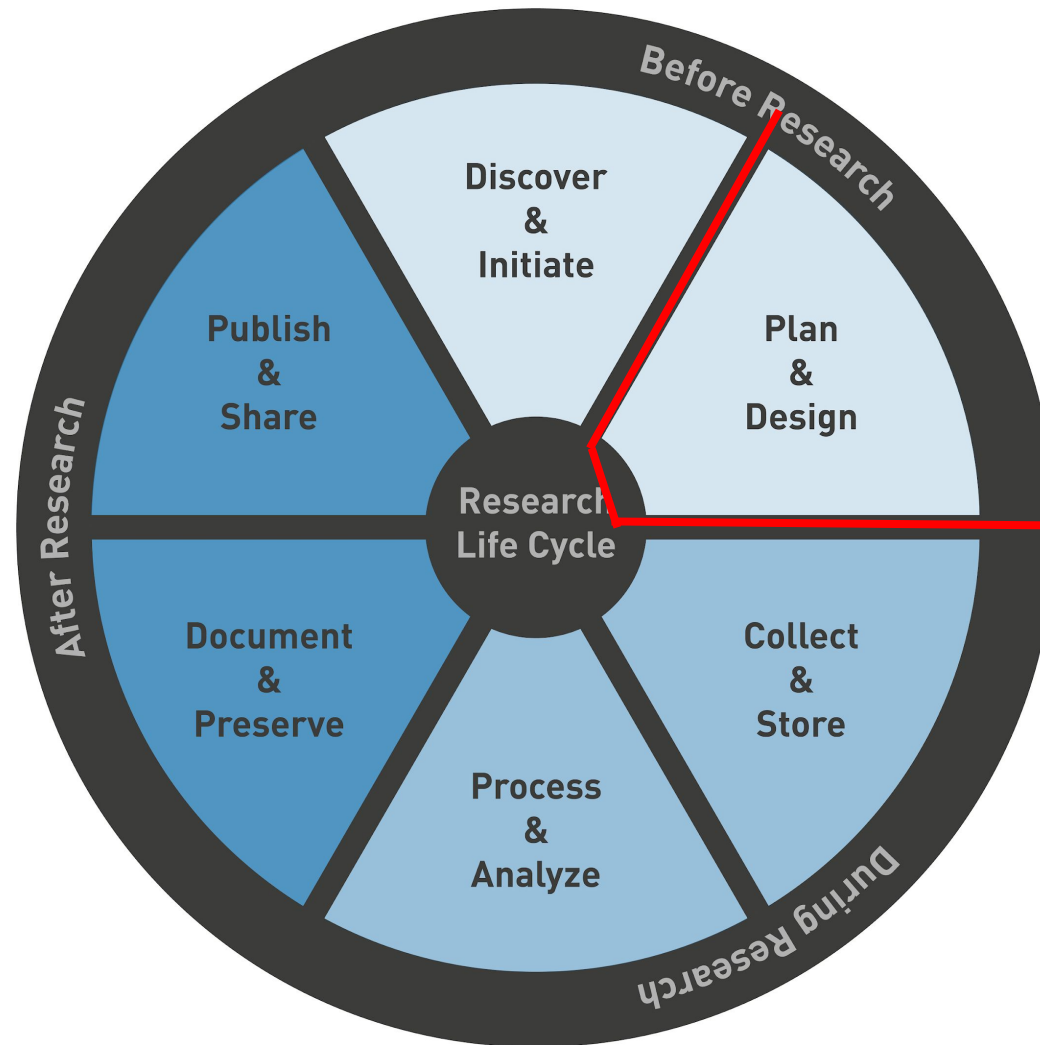 Before Research
Discover
&
Initiate
Plan
&
Design
Publish
&
Share
Research
Life Cycle
After Research
Document
&
Preserve
Collect
&
Store
Process
&
Analyze
During Research